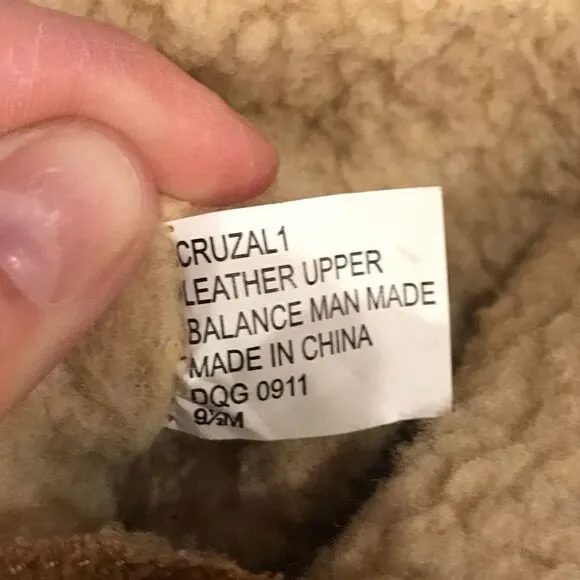 CRUZAL1
LEATHER UPPER
BALANCE MAN MADE
MADE IN CHINA
DQG 0911
9½M